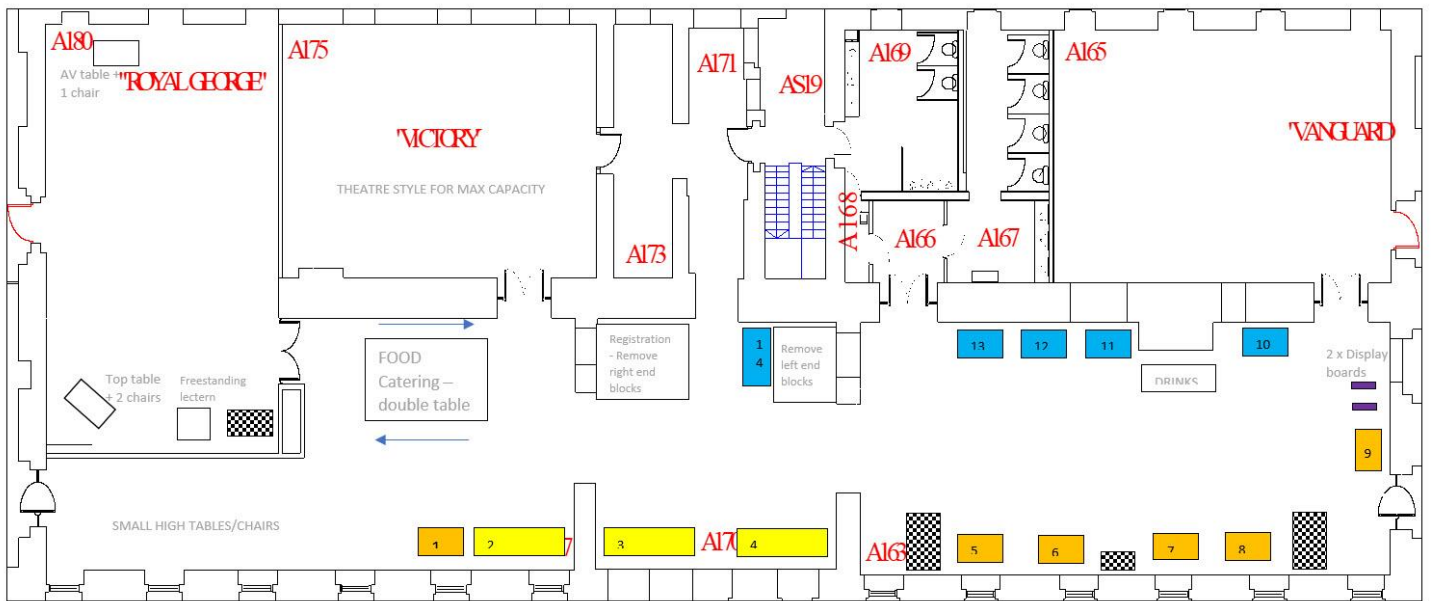 A180
AV table +
1 chair
"ROYAL GEORGE"
A175
'VICTORY'
THEATRE STYLE FOR MAX CAPACITY
A171
A173
AS19
A168
A169
A166
A167
A165
'VANGUARD
Top table
+ 2 chairs
Freestanding
lectern
FOOD
Catering –
double table
Registration
- Remove
right end
blocks
14
Remove
left end
blocks
13
12
11
10
DRINKS
2 x Display
boards
9
SMALL HIGH TABLES/CHAIRS
1
2
7
3
A170
4
A163
5
6
7
8